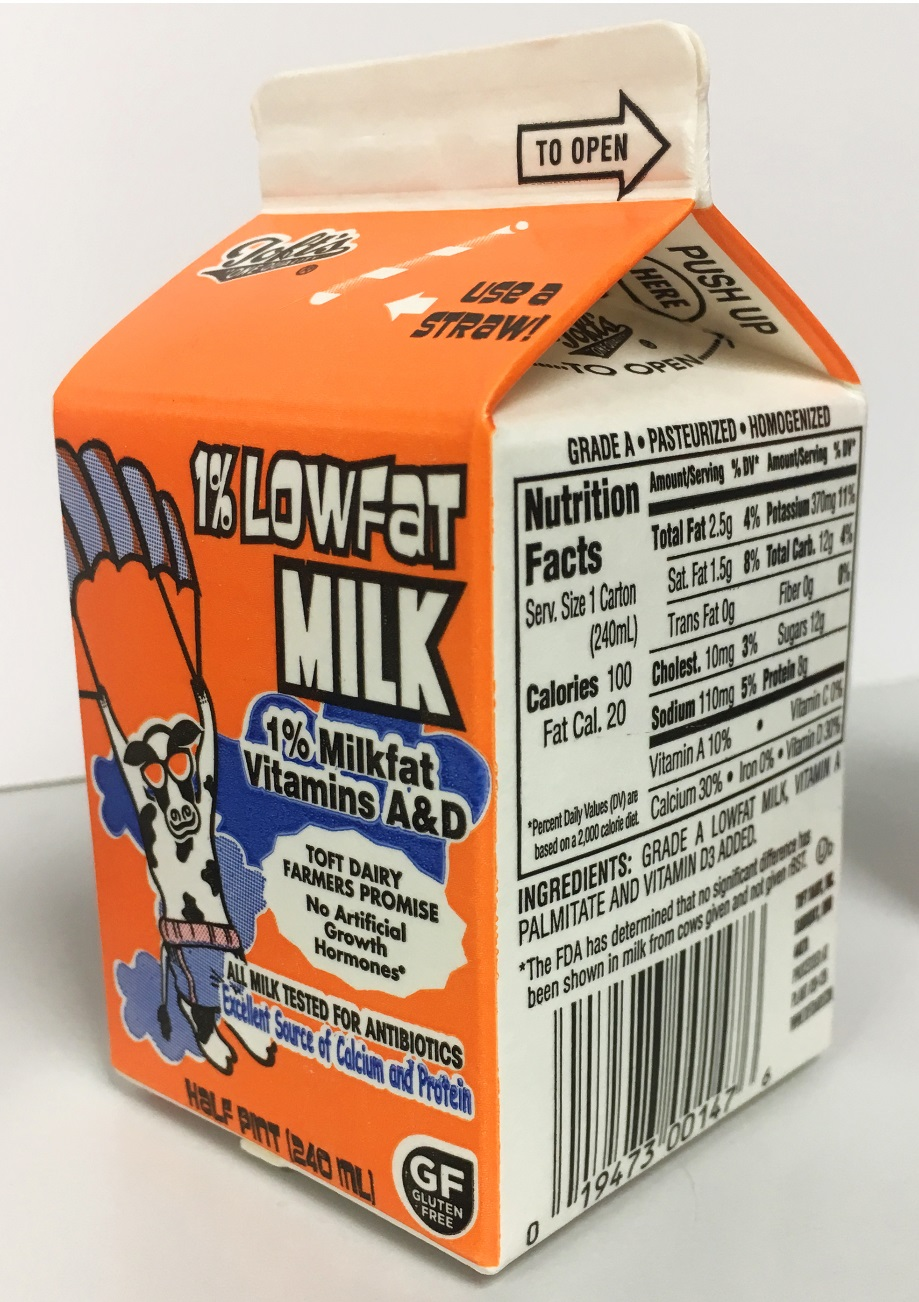 TO OPEN
Toft's
USE a
STRaW!
PUSH UP
HERE
Toft's
TO OPEN
1% LOWFaT
MILK
1% Milkfat
Vitamins A&D
TOFT DAIRY
FARMERS PROMISE
No Artificial
Growth
Hormones*
ALL MILK TESTED FOR ANTIBIOTICS
Excellent Source of Calcium and Protein
HaLF PINT (240 mL)
GF
GLUTEN
FREE
GRADE A • PASTEURIZED • HOMOGENIZED
Nutrition
Facts
Serv. Size 1 Carton
(240mL)
Calories 100
Fat Cal. 20
*Percent Daily Values (DV) are
based on a 2,000 calorie diet.
Amount/Serving % DV* Amount/Serving % DV*
Total Fat 2.5g 4% Potassium 370mg 11%
Sat. Fat 1.5g 8% Total Carb. 12g 4%
Trans Fat 0g Fiber 0g 0%
Cholest. 10mg 3% Sugars 12g
Sodium 110mg 5% Protein 8g
Vitamin A 10% • Vitamin C 0%
Calcium 30% • Iron 0% • Vitamin D 30%
INGREDIENTS: GRADE A LOWFAT MILK, VITAMIN A
PALMITATE AND VITAMIN D3 ADDED.
*The FDA has determined that no significant difference has
been shown in milk from cows given and not given rBST.
0 19473 00147 6